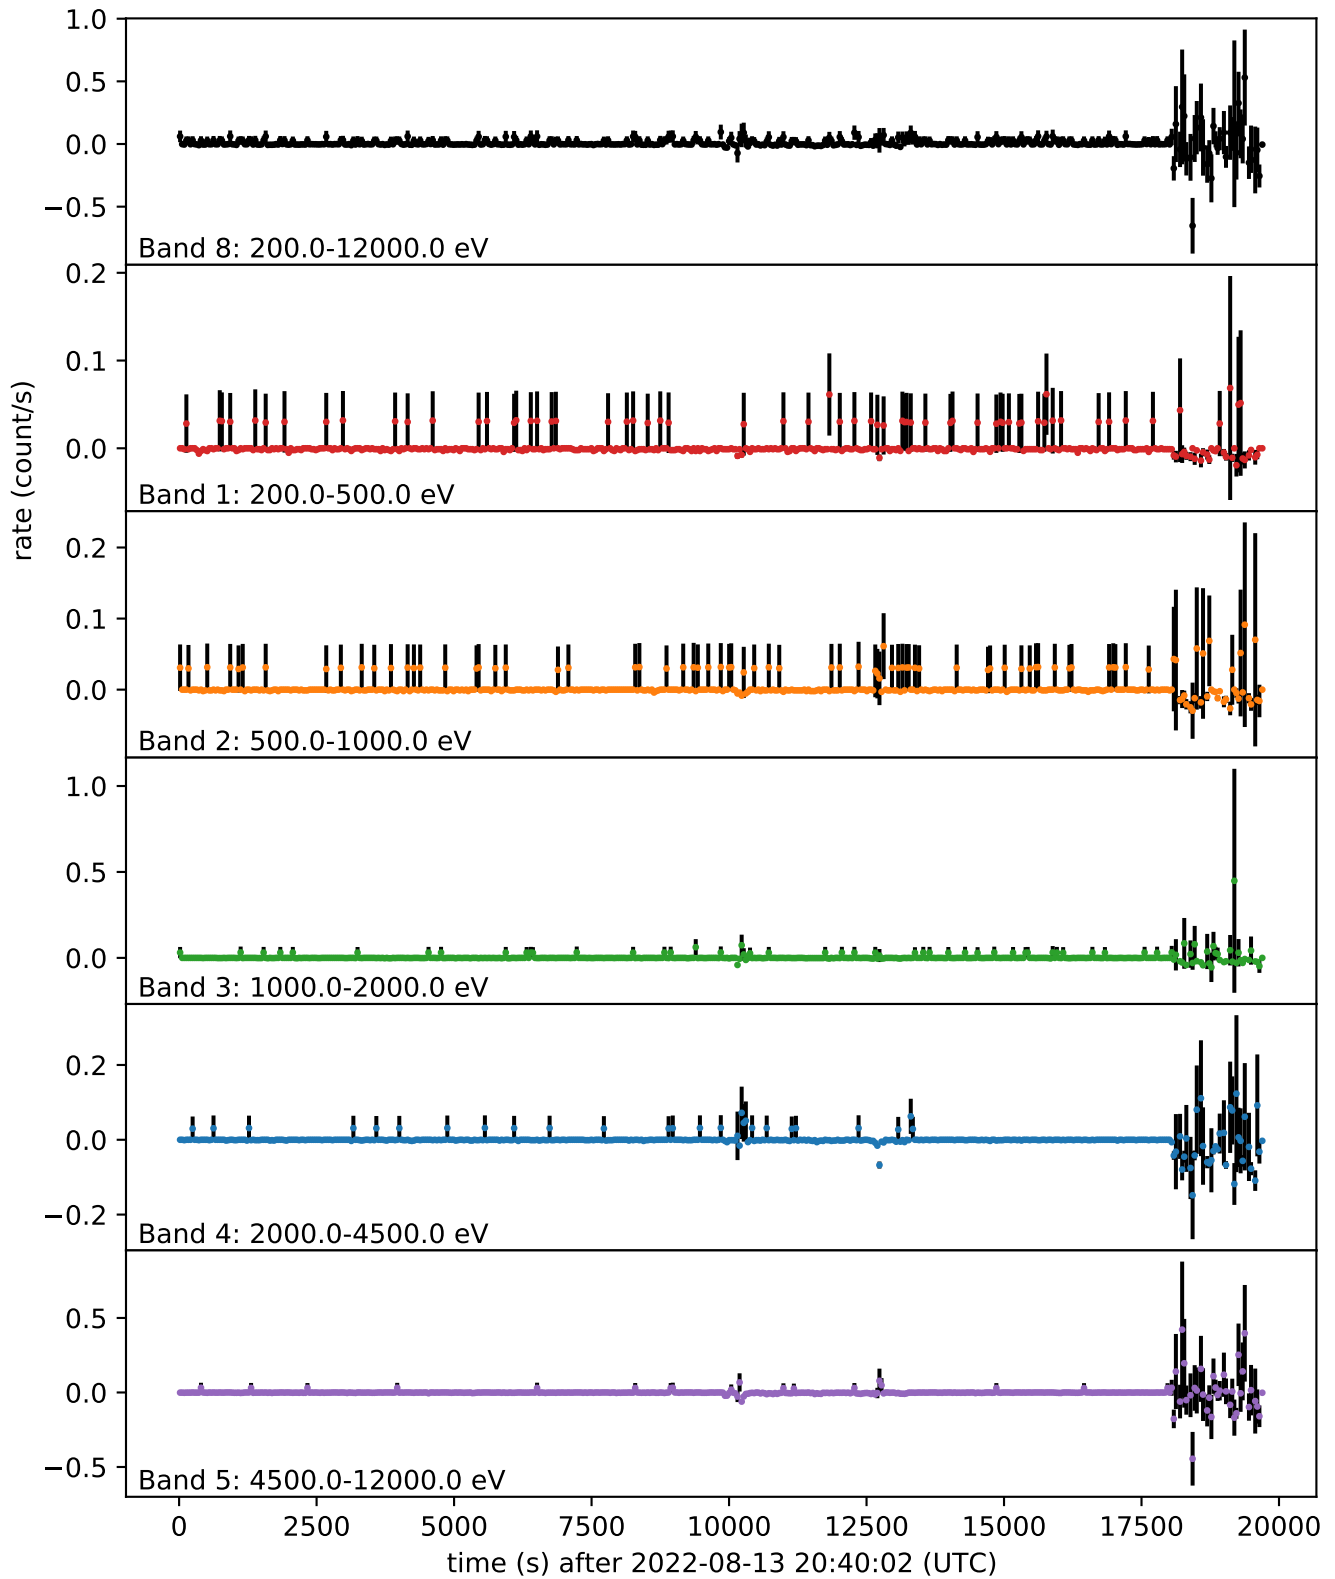 1.0
0.5
0.0
−0.5
Band 8: 200.0-12000.0 eV
0.2
0.1
0.0
Band 1: 200.0-500.0 eV
rate (count/s)
0.2
0.1
0.0
Band 2: 500.0-1000.0 eV
1.0
0.5
0.0
Band 3: 1000.0-2000.0 eV
0.2
0.0
−0.2
Band 4: 2000.0-4500.0 eV
0.5
0.0
−0.5
Band 5: 4500.0-12000.0 eV
0 2500 5000 7500 10000 12500 15000 17500 20000
time (s) after 2022-08-13 20:40:02 (UTC)